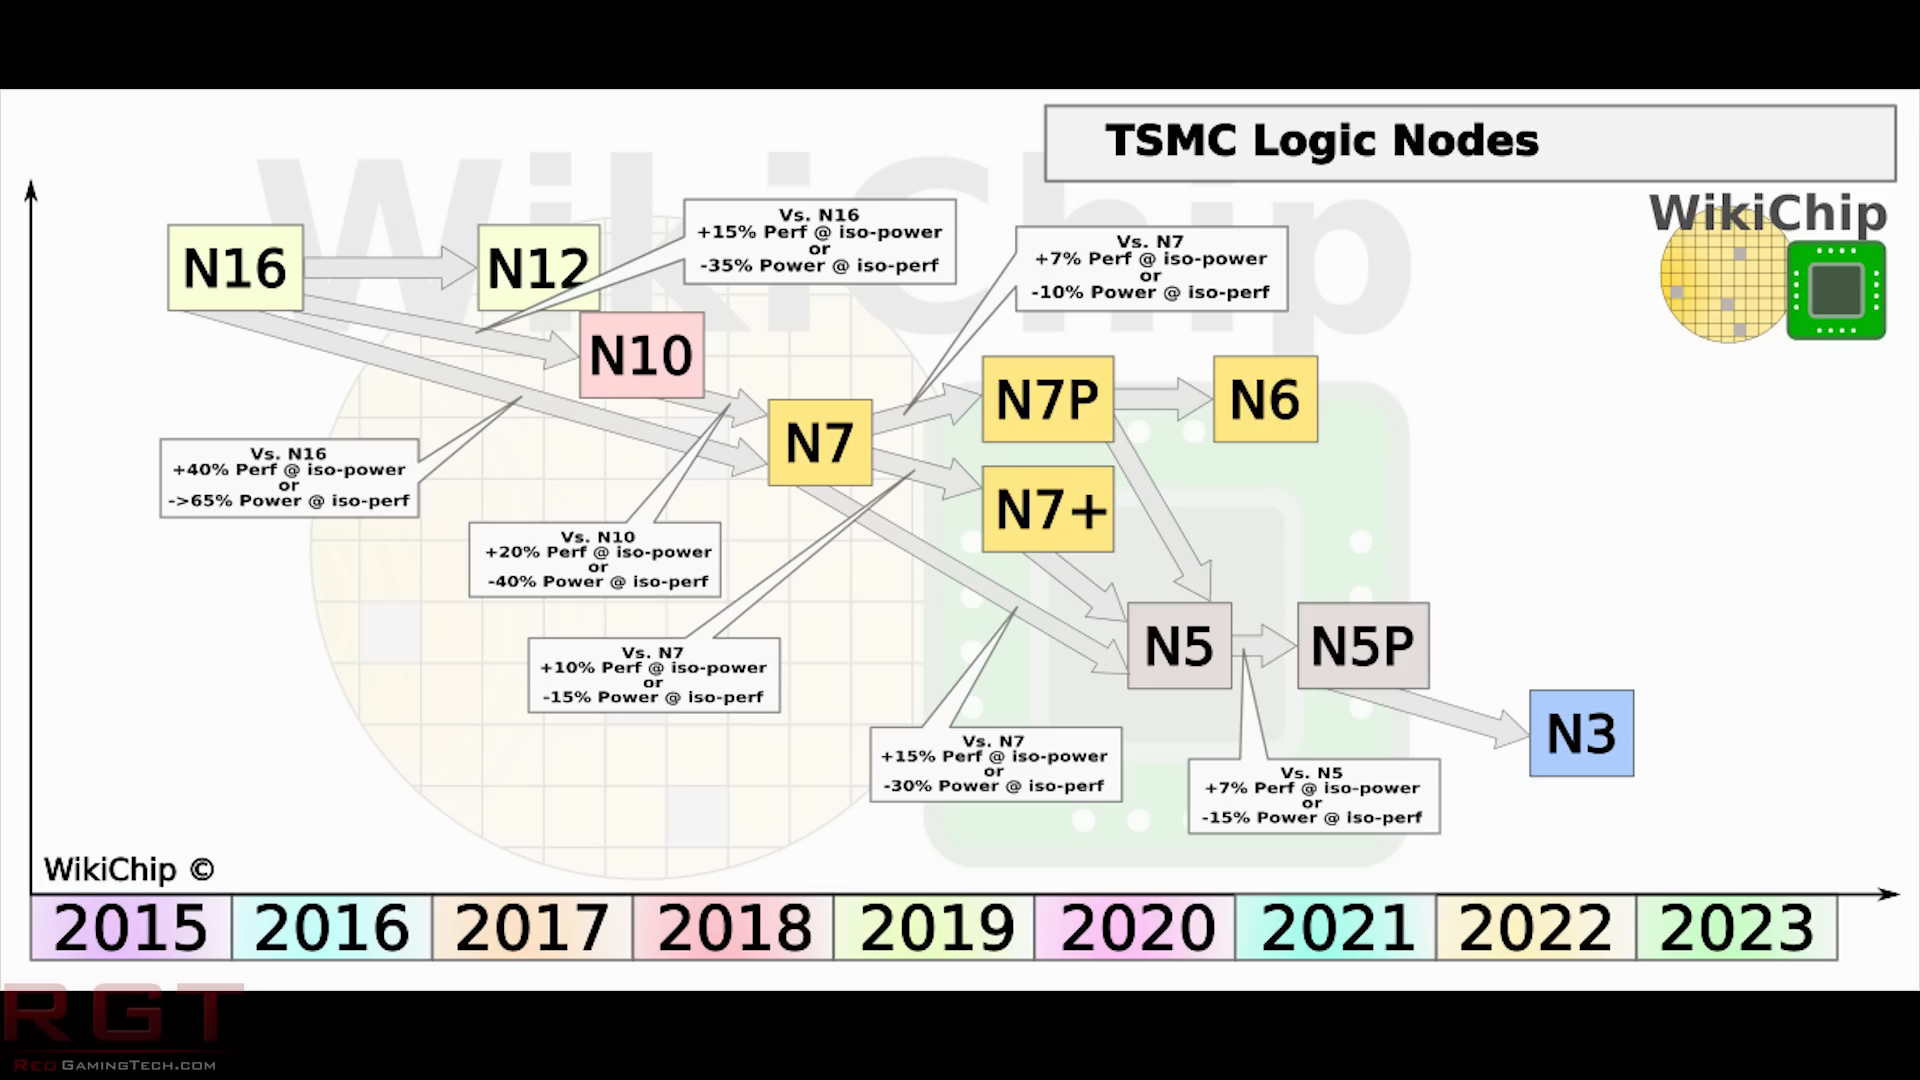 TSMC Logic Nodes
WikiChip
WikiChip
N16
N12
Vs. N16
+15% Perf @ iso-power
or
-35% Power @ iso-perf
Vs. N7
+7% Perf @ iso-power
or
-10% Power @ iso-perf
N10
N7P
N6
N7
Vs. N16
+40% Perf @ iso-power
or
->65% Power @ iso-perf
N7+
Vs. N10
+20% Perf @ iso-power
or
-40% Power @ iso-perf
N5
N5P
Vs. N7
+10% Perf @ iso-power
or
-15% Power @ iso-perf
N3
Vs. N7
+15% Perf @ iso-power
or
-30% Power @ iso-perf
Vs. N5
+7% Perf @ iso-power
or
-15% Power @ iso-perf
WikiChip ©
2015 2016 2017 2018 2019 2020 2021 2022 2023
RGT
RedGamingTech.com